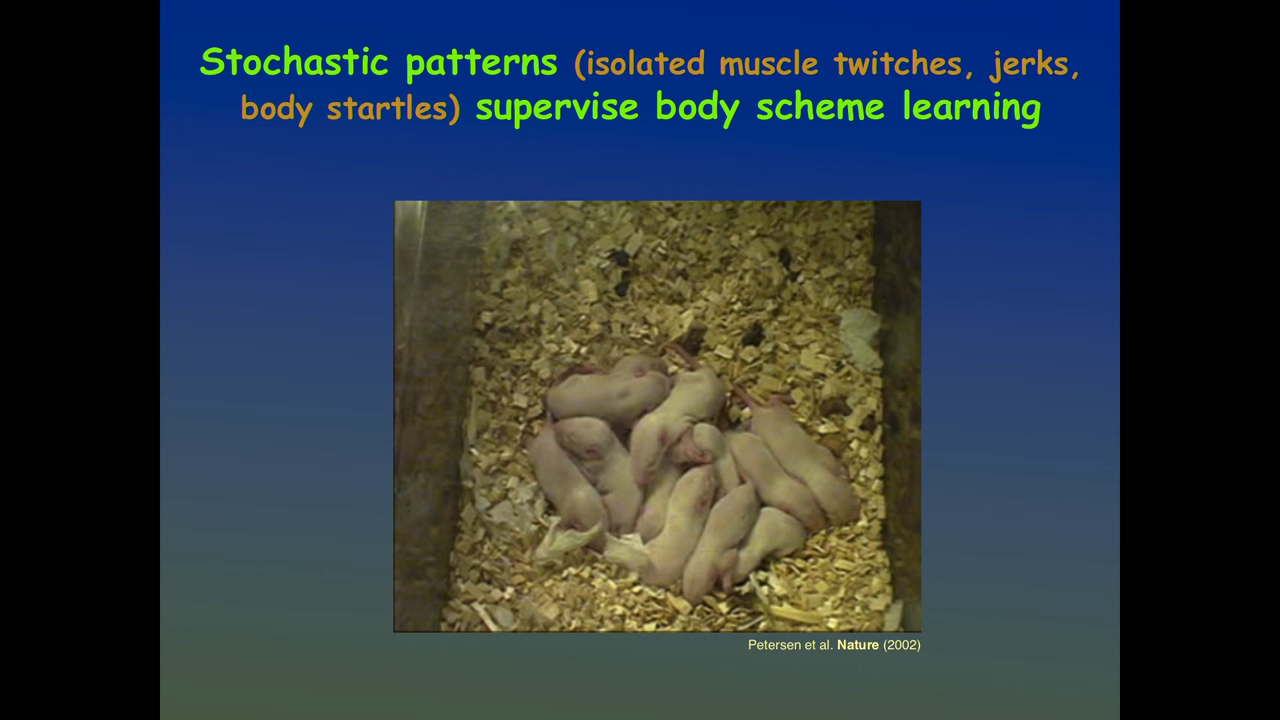 Stochastic patterns (isolated muscle twitches, jerks,
body startles) supervise body scheme learning
Petersen et al. Nature (2002)